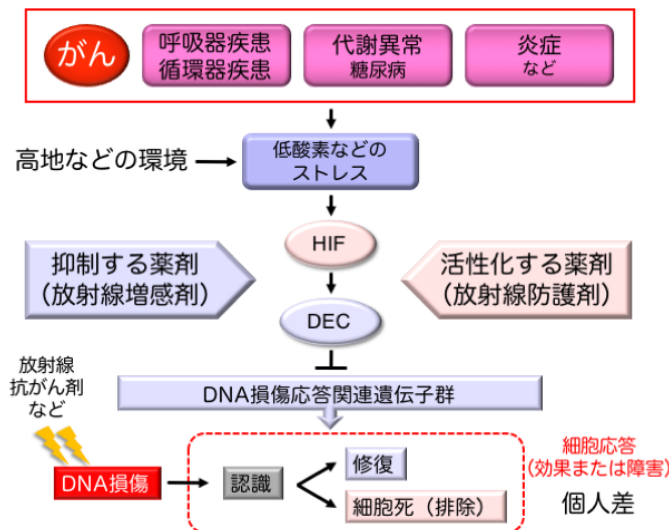 がん
呼吸器疾患
循環器疾患
代謝異常
糖尿病
炎症
など
高地などの環境
低酸素などの
ストレス
HIF
抑制する薬剤
(放射線増感剤)
活性化する薬剤
(放射線防護剤)
DEC
放射線
抗がん剤
など
DNA損傷応答関連遺伝子群
DNA損傷
認識
修復
細胞死（排除）
細胞応答
(効果または障害)
個人差